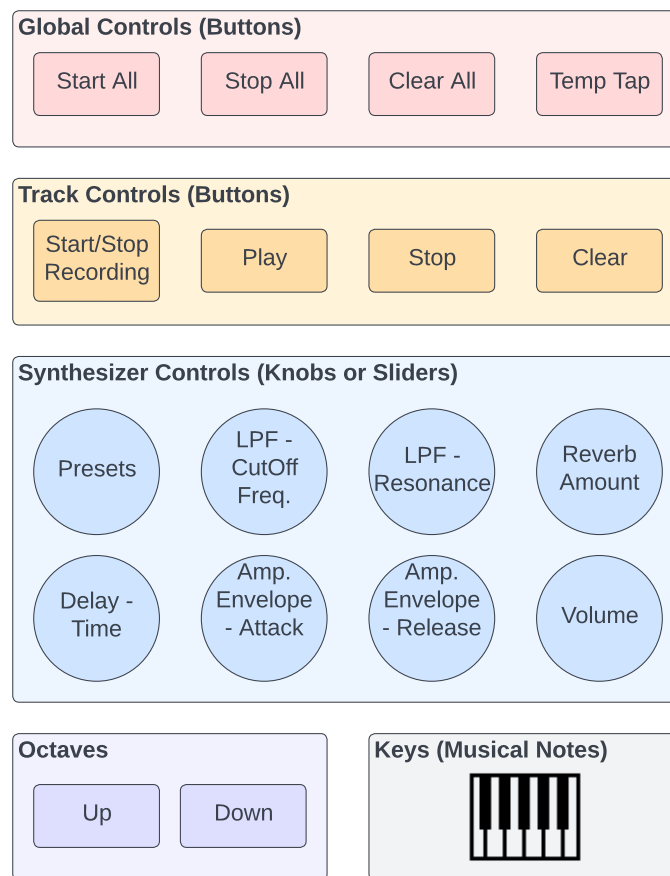 Global Controls (Buttons)
Start All
Stop All
Clear All
Temp Tap
Track Controls (Buttons)
Start/Stop
Recording
Play
Stop
Clear
Synthesizer Controls (Knobs or Sliders)
Presets
LPF -
CutOff
Freq.
LPF -
Resonance
Reverb
Amount
Delay -
Time
Amp.
Envelope
- Attack
Amp.
Envelope
- Release
Volume
Octaves
Up
Down
Keys (Musical Notes)